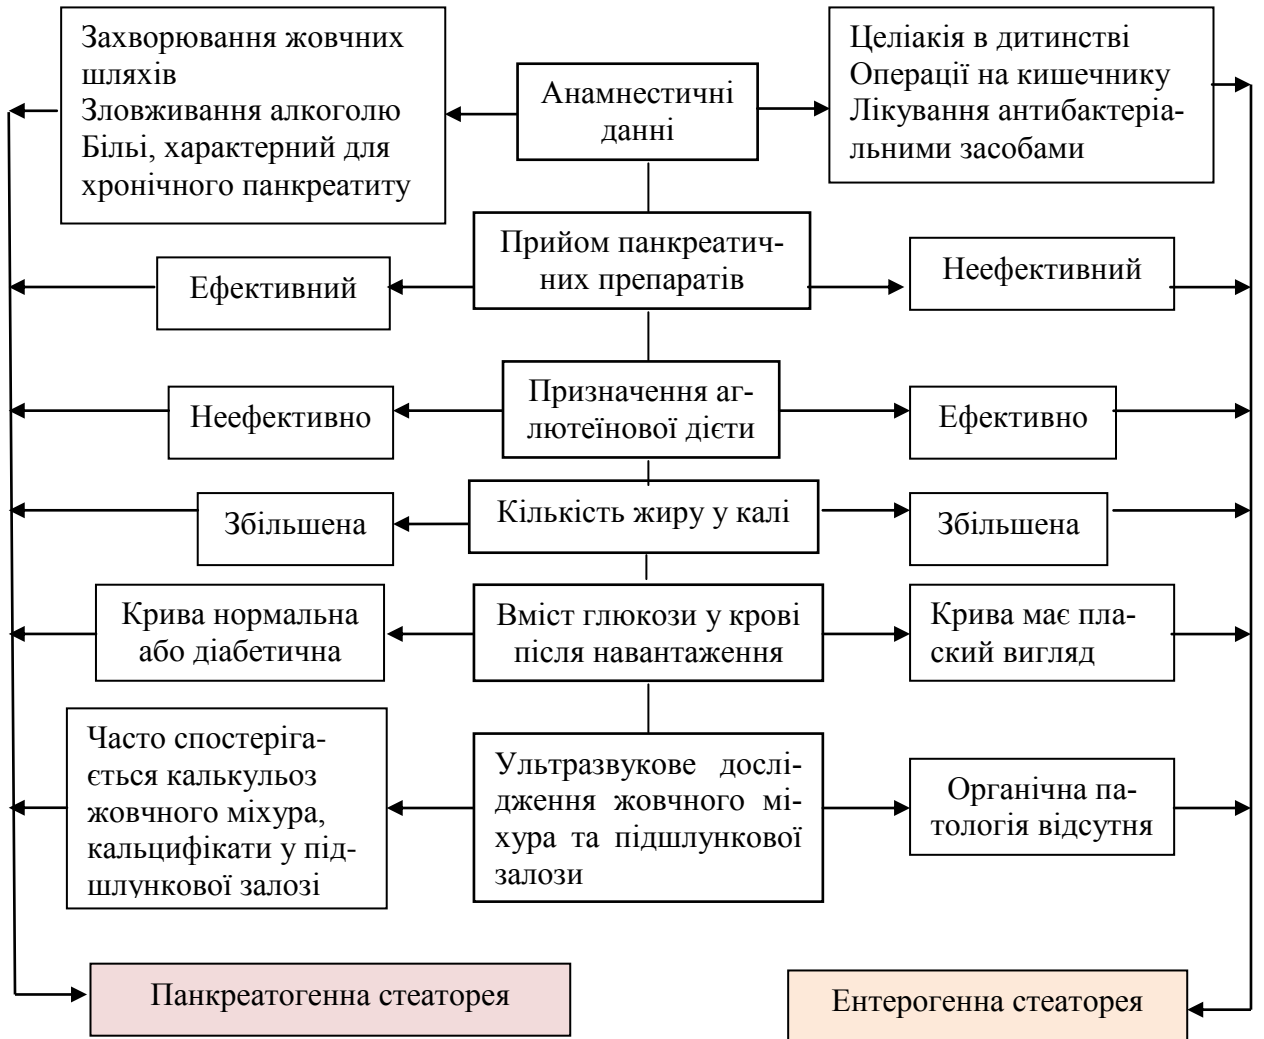 Захворювання жовчних
шляхів
Зловживання алкоголю
Більі, характерний для
хронічного панкреатиту
Анамнестичні
данні
Целіакія в дитинстві
Операції на кишечнику
Лікування антибактеріа-
льними засобами
Ефективний
Прийом панкреатич-
них препаратів
Неефективний
Неефективно
Призначення аг-
лютеїнової дієти
Ефективно
Збільшена
Кількість жиру у калі
Збільшена
Крива нормальна
або діабетична
Вміст глюкози у крові
після навантаження
Крива має пла-
ский вигляд
Часто спостеріга-
ється калькульоз
жовчного міхура,
кальцифікати у під-
шлункової залозі
Ультразвукове дослі-
дження жовчного мі-
хура та підшлункової
залози
Органічна па-
тологія відсутня
Панкреатогенна стеаторея
Ентерогенна стеаторея